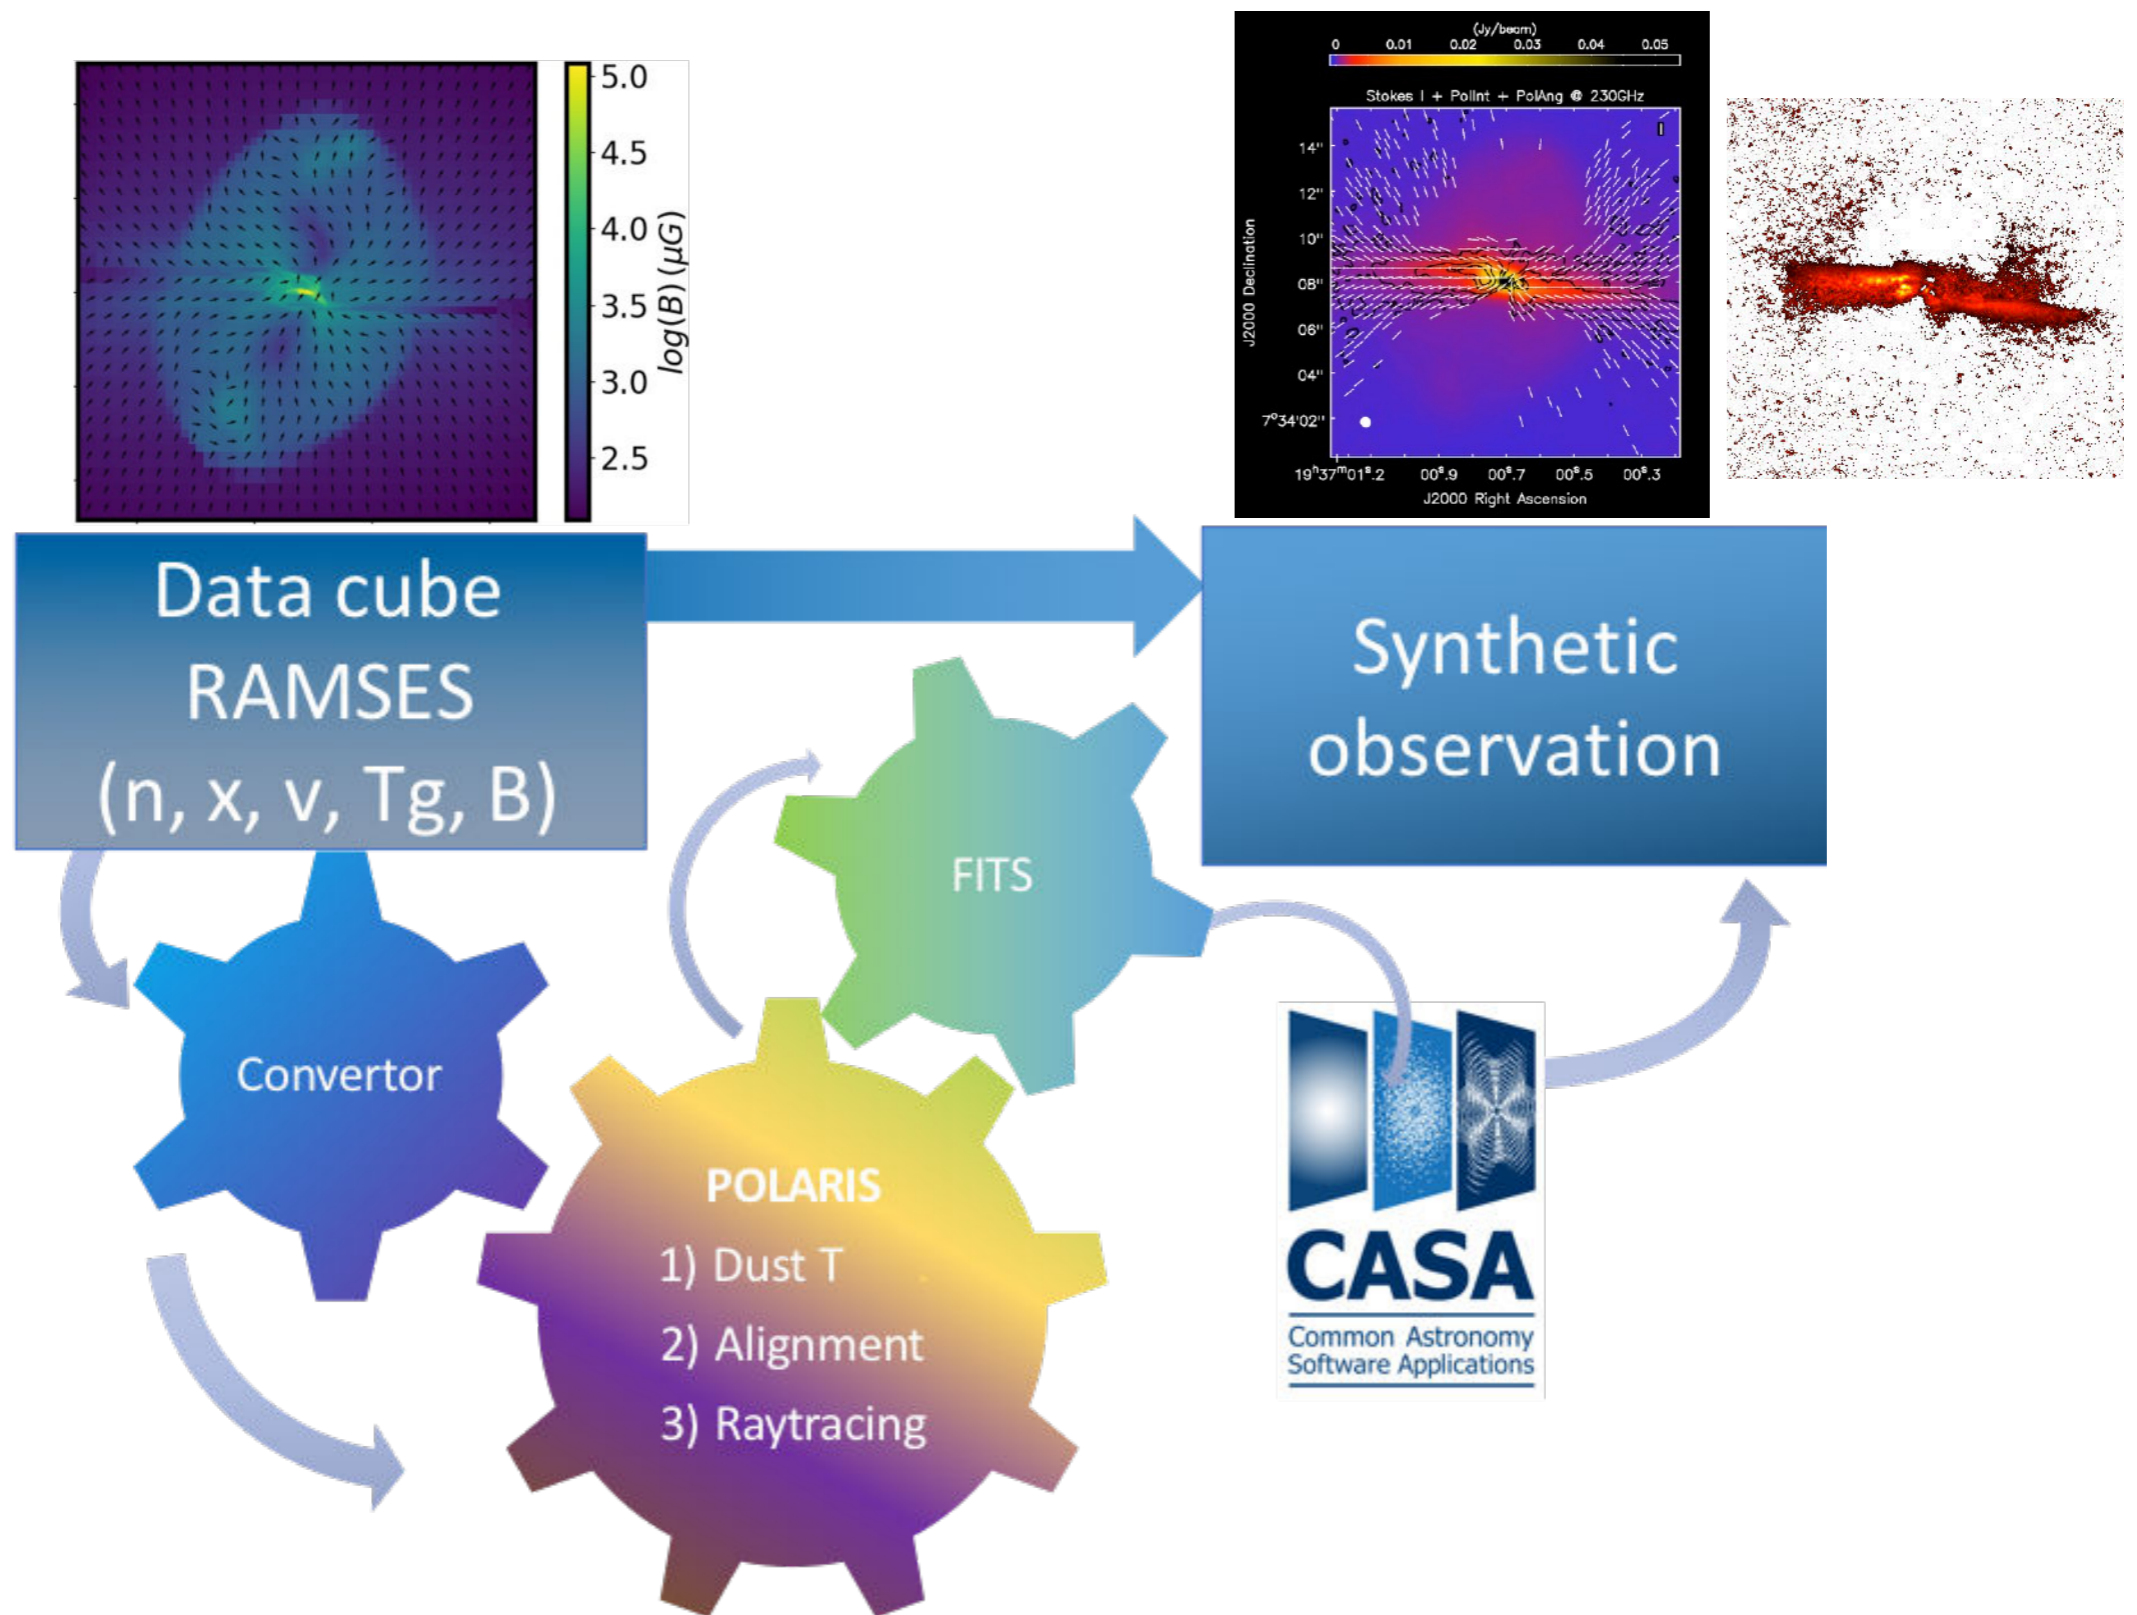 5.0
4.5
4.0
3.5
3.0
2.5
log(B) (μG)
(Jy/beam)
0 0.01 0.02 0.03 0.04 0.05
Stokes I + PolInt + PolAng @ 230GHz
I
14"
12"
10"
08"
06"
04"
7°34'02"
J2000 Declination
19ʰ37ᵐ01ˢ.2 00ˢ.9 00ˢ.7 00ˢ.5 00ˢ.3
J2000 Right Ascension
Data cube
RAMSES
(n, x, v, Tg, B)
Synthetic
observation
FITS
Convertor
POLARIS
1) Dust T
2) Alignment
3) Raytracing
CASA
Common Astronomy
Software Applications